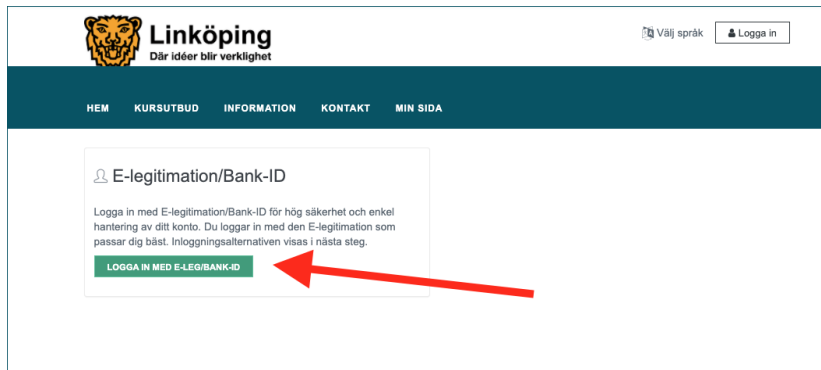 Linköping
Där idéer blir verklighet
Välj språk
Logga in
HEM KURSUTBUD INFORMATION KONTAKT MIN SIDA
E-legitimation/Bank-ID
Logga in med E-legitimation/Bank-ID för hög säkerhet och enkel
hantering av ditt konto. Du loggar in med den E-legitimation som
passar dig bäst. Inloggningsalternativen visas i nästa steg.
LOGGA IN MED E-LEG/BANK-ID